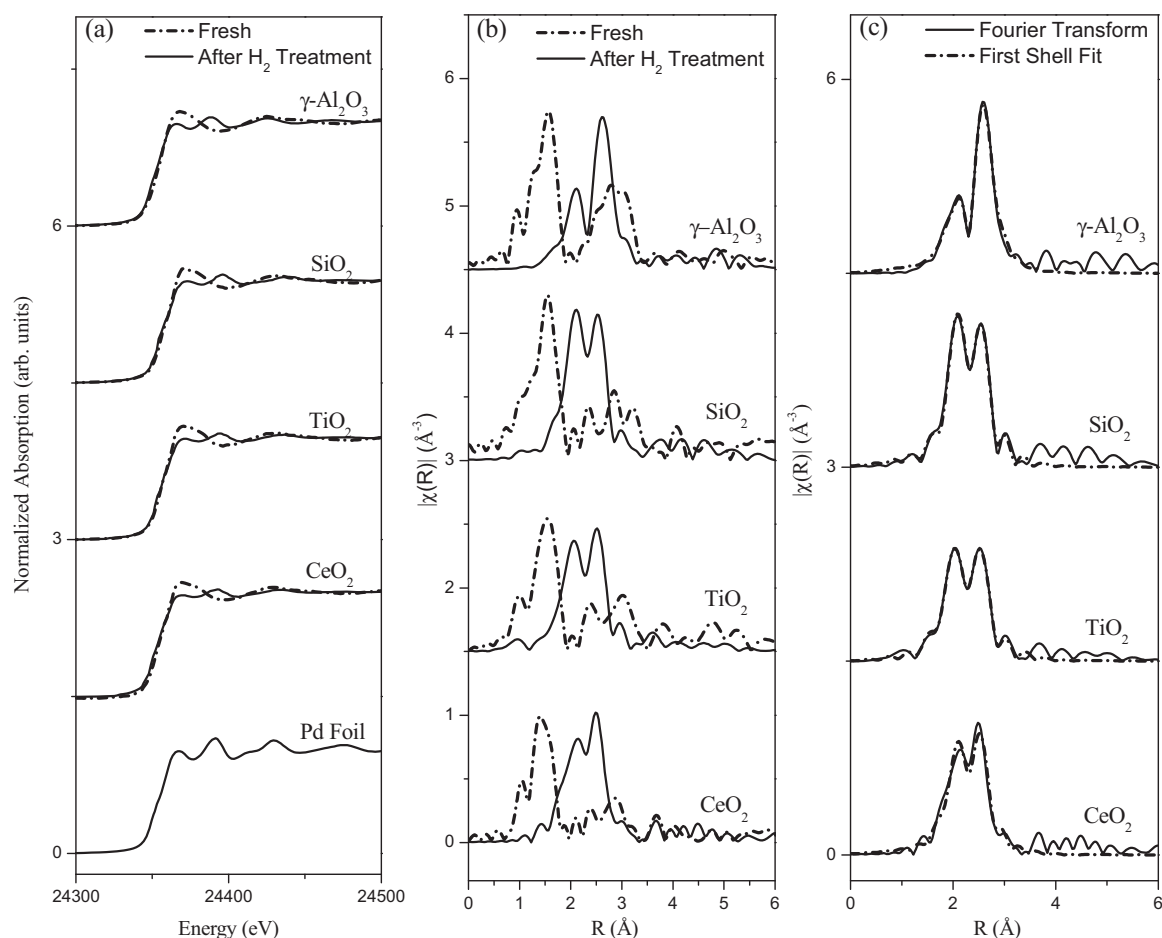 (a)
Fresh
After H₂ Treatment
γ-Al₂O₃
SiO₂
TiO₂
CeO₂
Pd Foil
6
3
0
24300
24400
24500
Normalized Absorption (arb. units)
Energy (eV)
(b)
Fresh
After H₂ Treatment
γ–Al₂O₃
SiO₂
TiO₂
CeO₂
6
5
4
3
2
1
0
0
1
2
3
4
5
6
|χ(R)| (Å⁻³)
R (Å)
(c)
Fourier Transform
First Shell Fit
γ-Al₂O₃
SiO₂
TiO₂
CeO₂
6
3
0
0
2
4
6
|χ(R)| (Å⁻³)
R (Å)